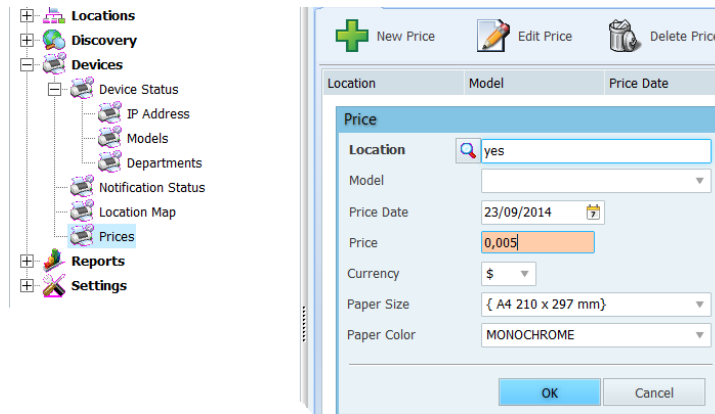 Locations
Discovery
Devices
Device Status
IP Address
Models
Departments
Notification Status
Location Map
Prices
Reports
Settings
New Price Edit Price Delete Price
Location Model Price Date
Price
Location yes
Model
Price Date 23/09/2014 7
Price 0,005
Currency $
Paper Size { A4 210 x 297 mm}
Paper Color MONOCHROME
OK Cancel